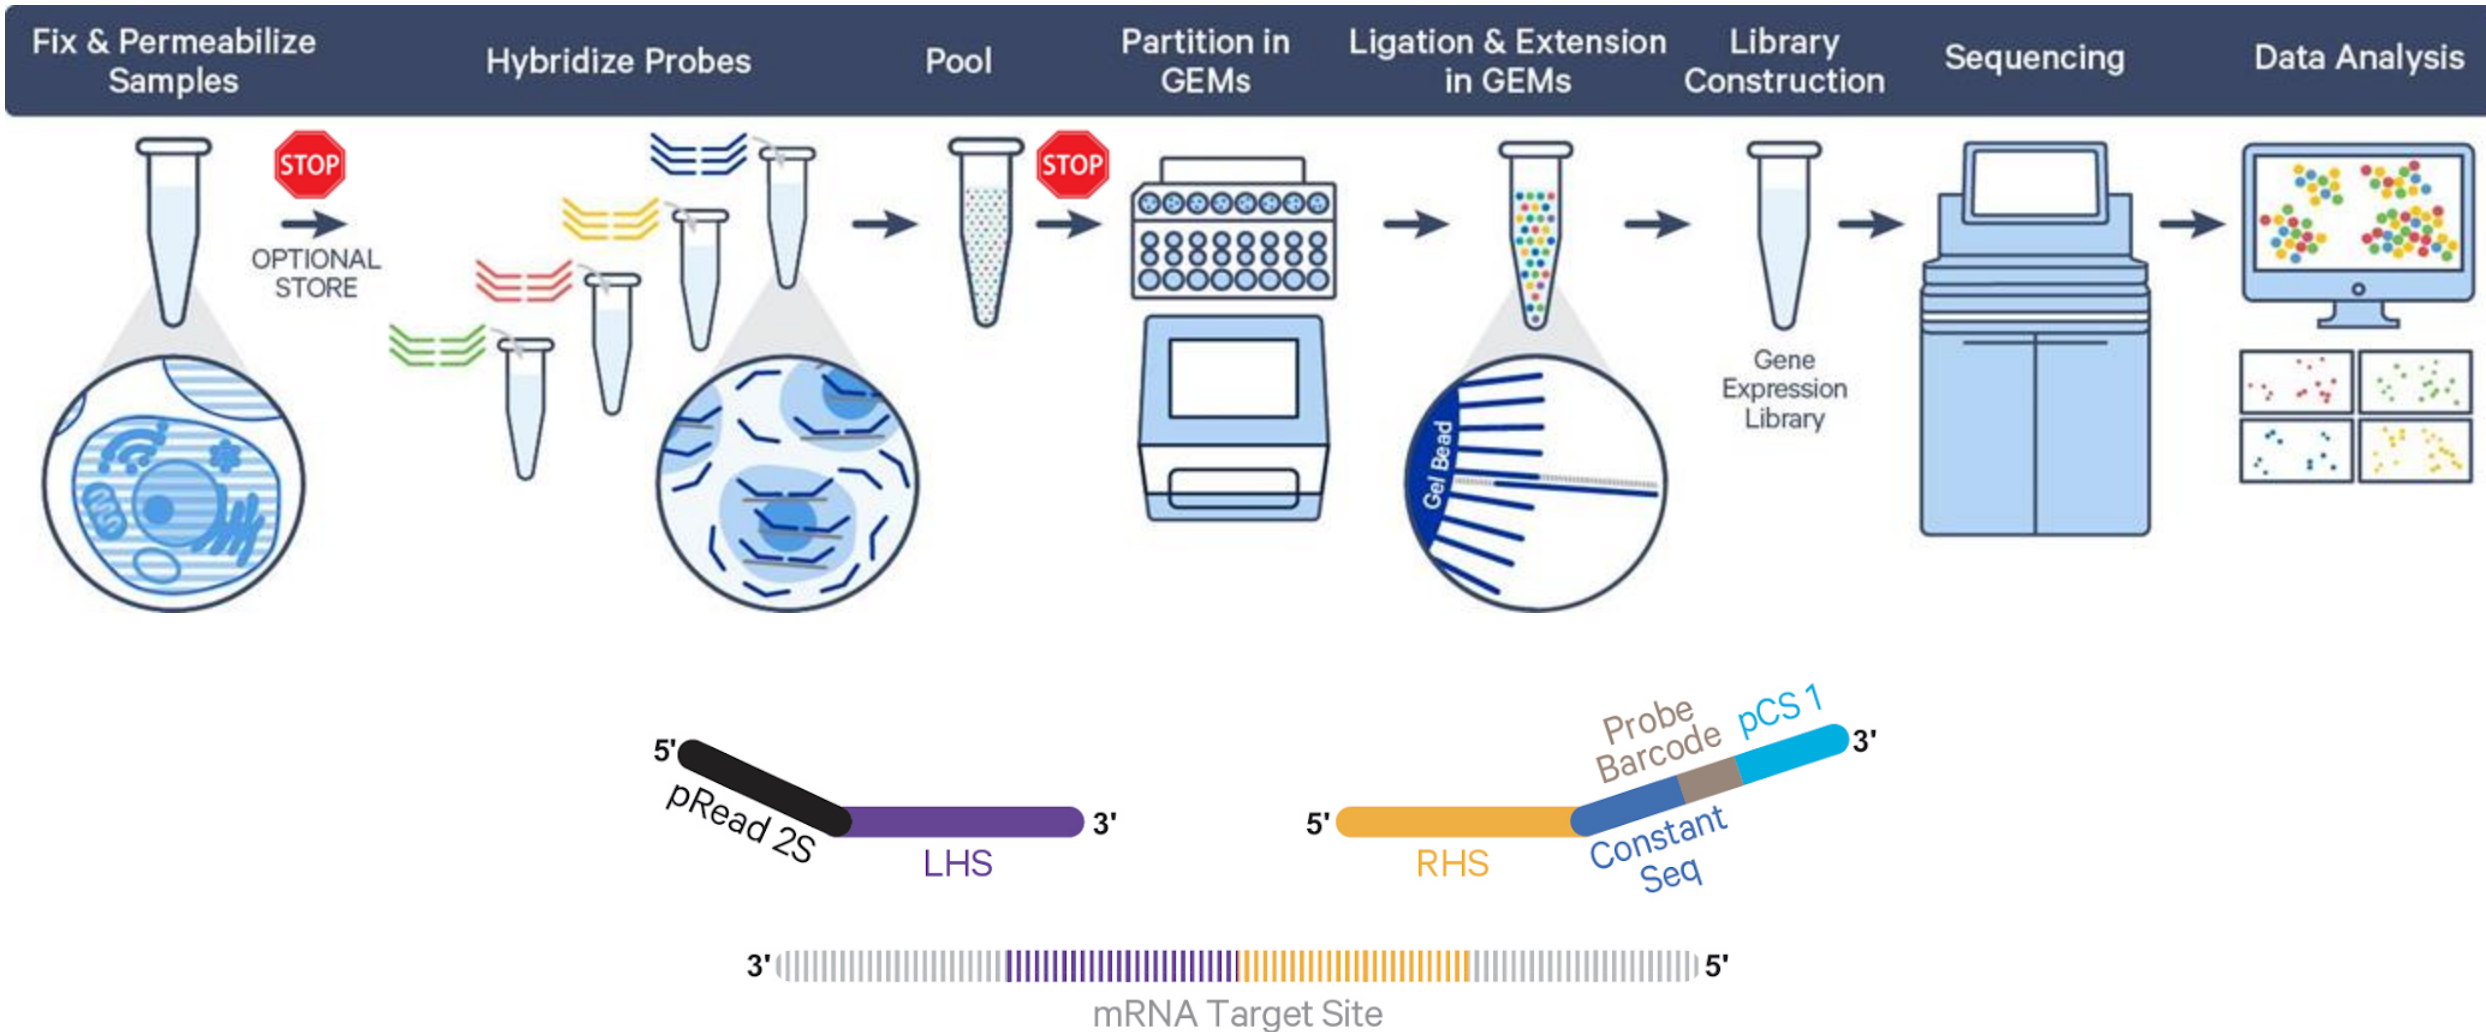 Fix & Permeabilize
Samples
Hybridize Probes
Pool
Partition in
GEMs
Ligation & Extension
in GEMs
Library
Construction
Sequencing
Data Analysis
STOP
OPTIONAL
STORE
STOP
Gel Bead
Gene
Expression
Library
5'
pRead 2S
LHS
3'
5'
RHS
Constant
Seq
Probe
Barcode
pCS 1
3'
3'
5'
mRNA Target Site